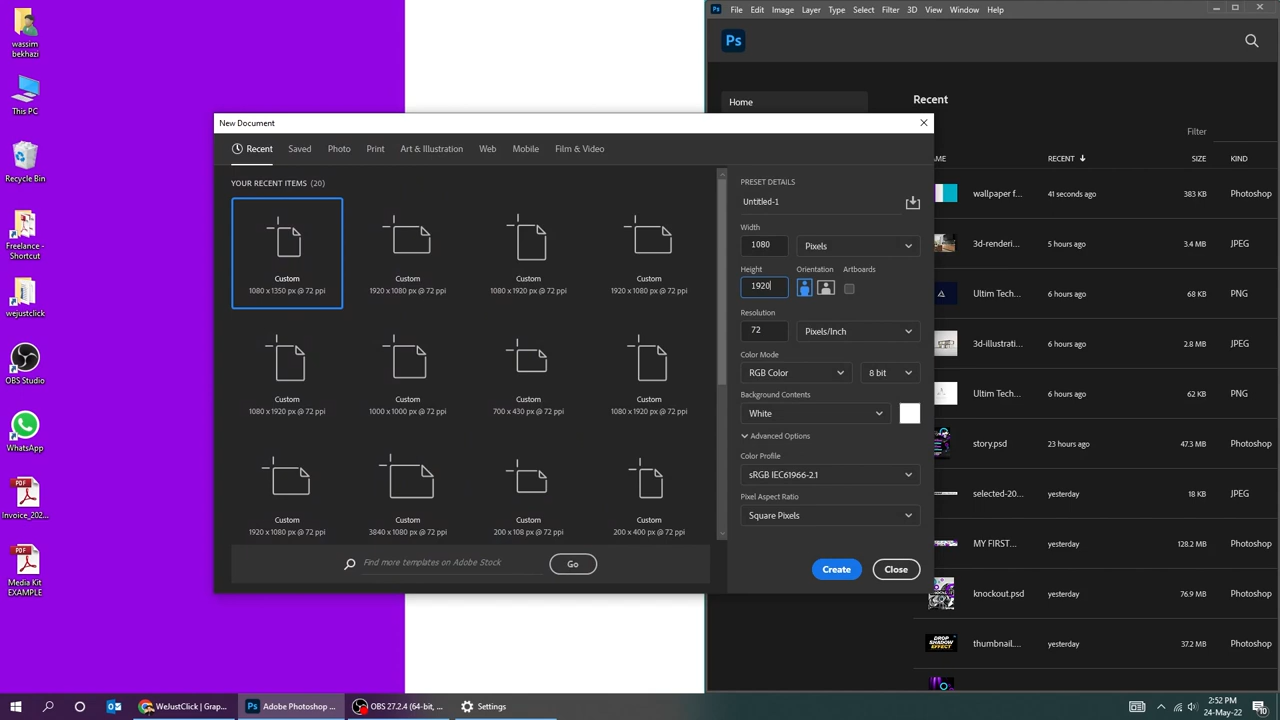 wassim
bekhazi
This PC
Recycle Bin
Freelance -
Shortcut
wejustclick
OBS Studio
WhatsApp
PDF
Invoice_202...
PDF
Media Kit
EXAMPLE
Ps
File Edit Image Layer Type Select Filter 3D View Window Help
Ps
Home
Recent
Filter
AME RECENT SIZE KIND
wallpaper f... 41 seconds ago 383 KB Photoshop
3d-renderi... 5 hours ago 3.4 MB JPEG
Ultim Tech... 6 hours ago 68 KB PNG
3d-illustrati... 6 hours ago 2.8 MB JPEG
Ultim Tech... 6 hours ago PNG
story.psd 23 hours ago 47.3 MB Photoshop
selected-20... yesterday 18 KB JPEG
MY FIRST... yesterday 128.2 MB Photoshop
knockout.psd yesterday 76.9 MB Photoshop
DROP
SHADOW
EFFECT
thumbnail... yesterday 37.2 MB Photoshop
New Document
Recent Saved Photo Print Art & Illustration Web Mobile Film & Video
YOUR RECENT ITEMS (20)
Custom Custom Custom Custom
1080 x 1350 px @ 72 ppi 1920 x 1080 px @ 72 ppi 1080 x 1920 px @ 72 ppi 1920 x 1080 px @ 72 ppi
Custom Custom Custom Custom
1080 x 1920 px @ 72 ppi 1000 x 1000 px @ 72 ppi 700 x 430 px @ 72 ppi 1080 x 1920 px @ 72 ppi
Custom Custom Custom Custom
1920 x 1080 px @ 72 ppi 3840 x 1080 px @ 72 ppi 200 x 108 px @ 72 ppi 200 x 400 px @ 72 ppi
Find more templates on Adobe Stock
Go
PRESET DETAILS
Untitled-1
Width
1080 Pixels
Height Orientation Artboards
1920
Resolution
72 Pixels/Inch
Color Mode
RGB Color 8 bit
Background Contents
White
Advanced Options
Color Profile
sRGB IEC61966-2.1
Pixel Aspect Ratio
Square Pixels
Create Close
WeJustClick | Grap...
Ps Adobe Photoshop ...
OBS 27.2.4 (64-bit, ...
Settings
2:52 PM
24-May-22